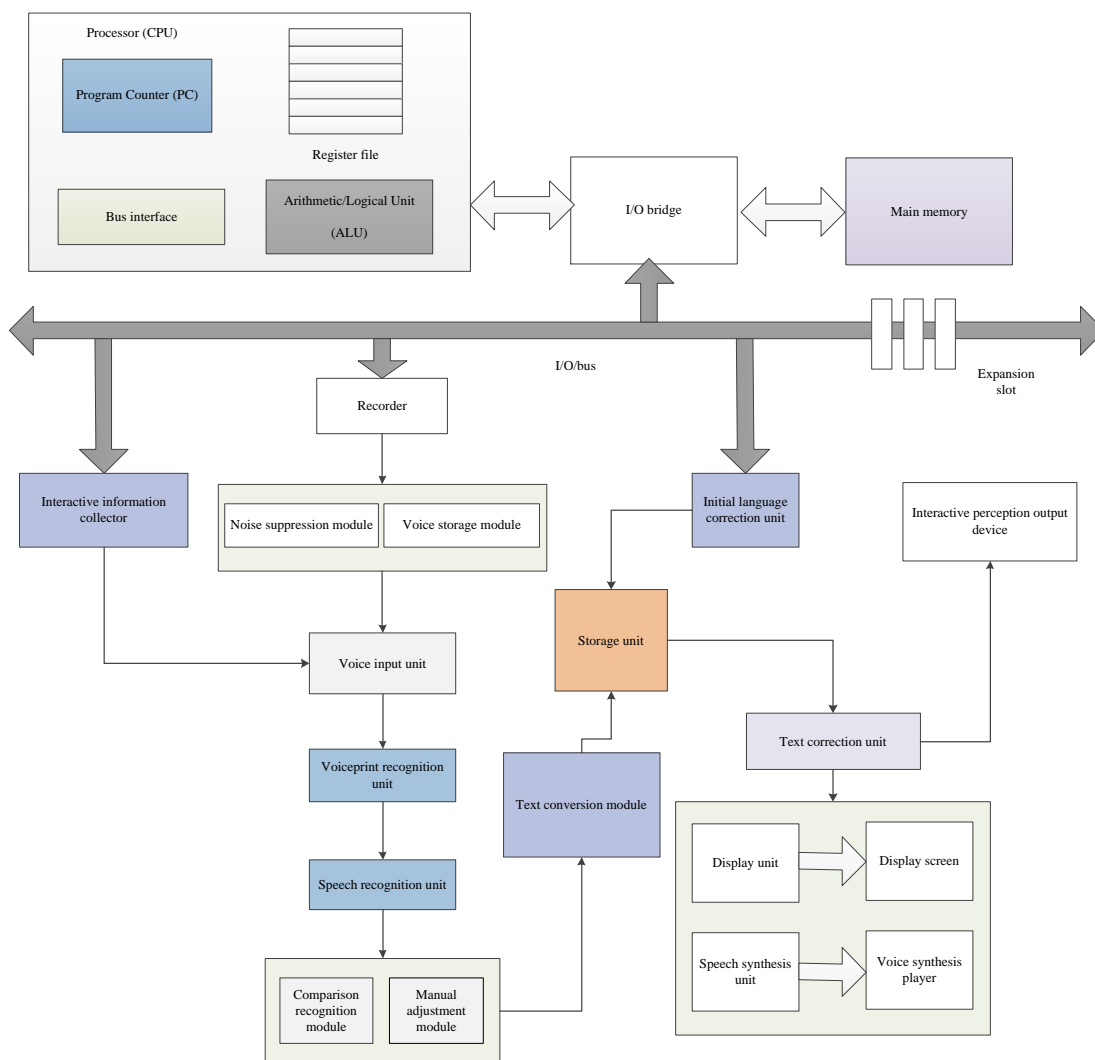 Processor (CPU)
Program Counter (PC)
Register file
Bus interface
Arithmetic/Logical Unit
(ALU)
I/O bridge
Main memory
I/O/bus
Expansion
slot
Recorder
Interactive information
collector
Noise suppression module
Voice storage module
Initial language
correction unit
Interactive perception output
device
Storage unit
Voice input unit
Text correction unit
Voiceprint recognition
unit
Text conversion module
Display unit
Display screen
Speech recognition unit
Speech synthesis
unit
Voice synthesis
player
Comparison
recognition
module
Manual
adjustment
module